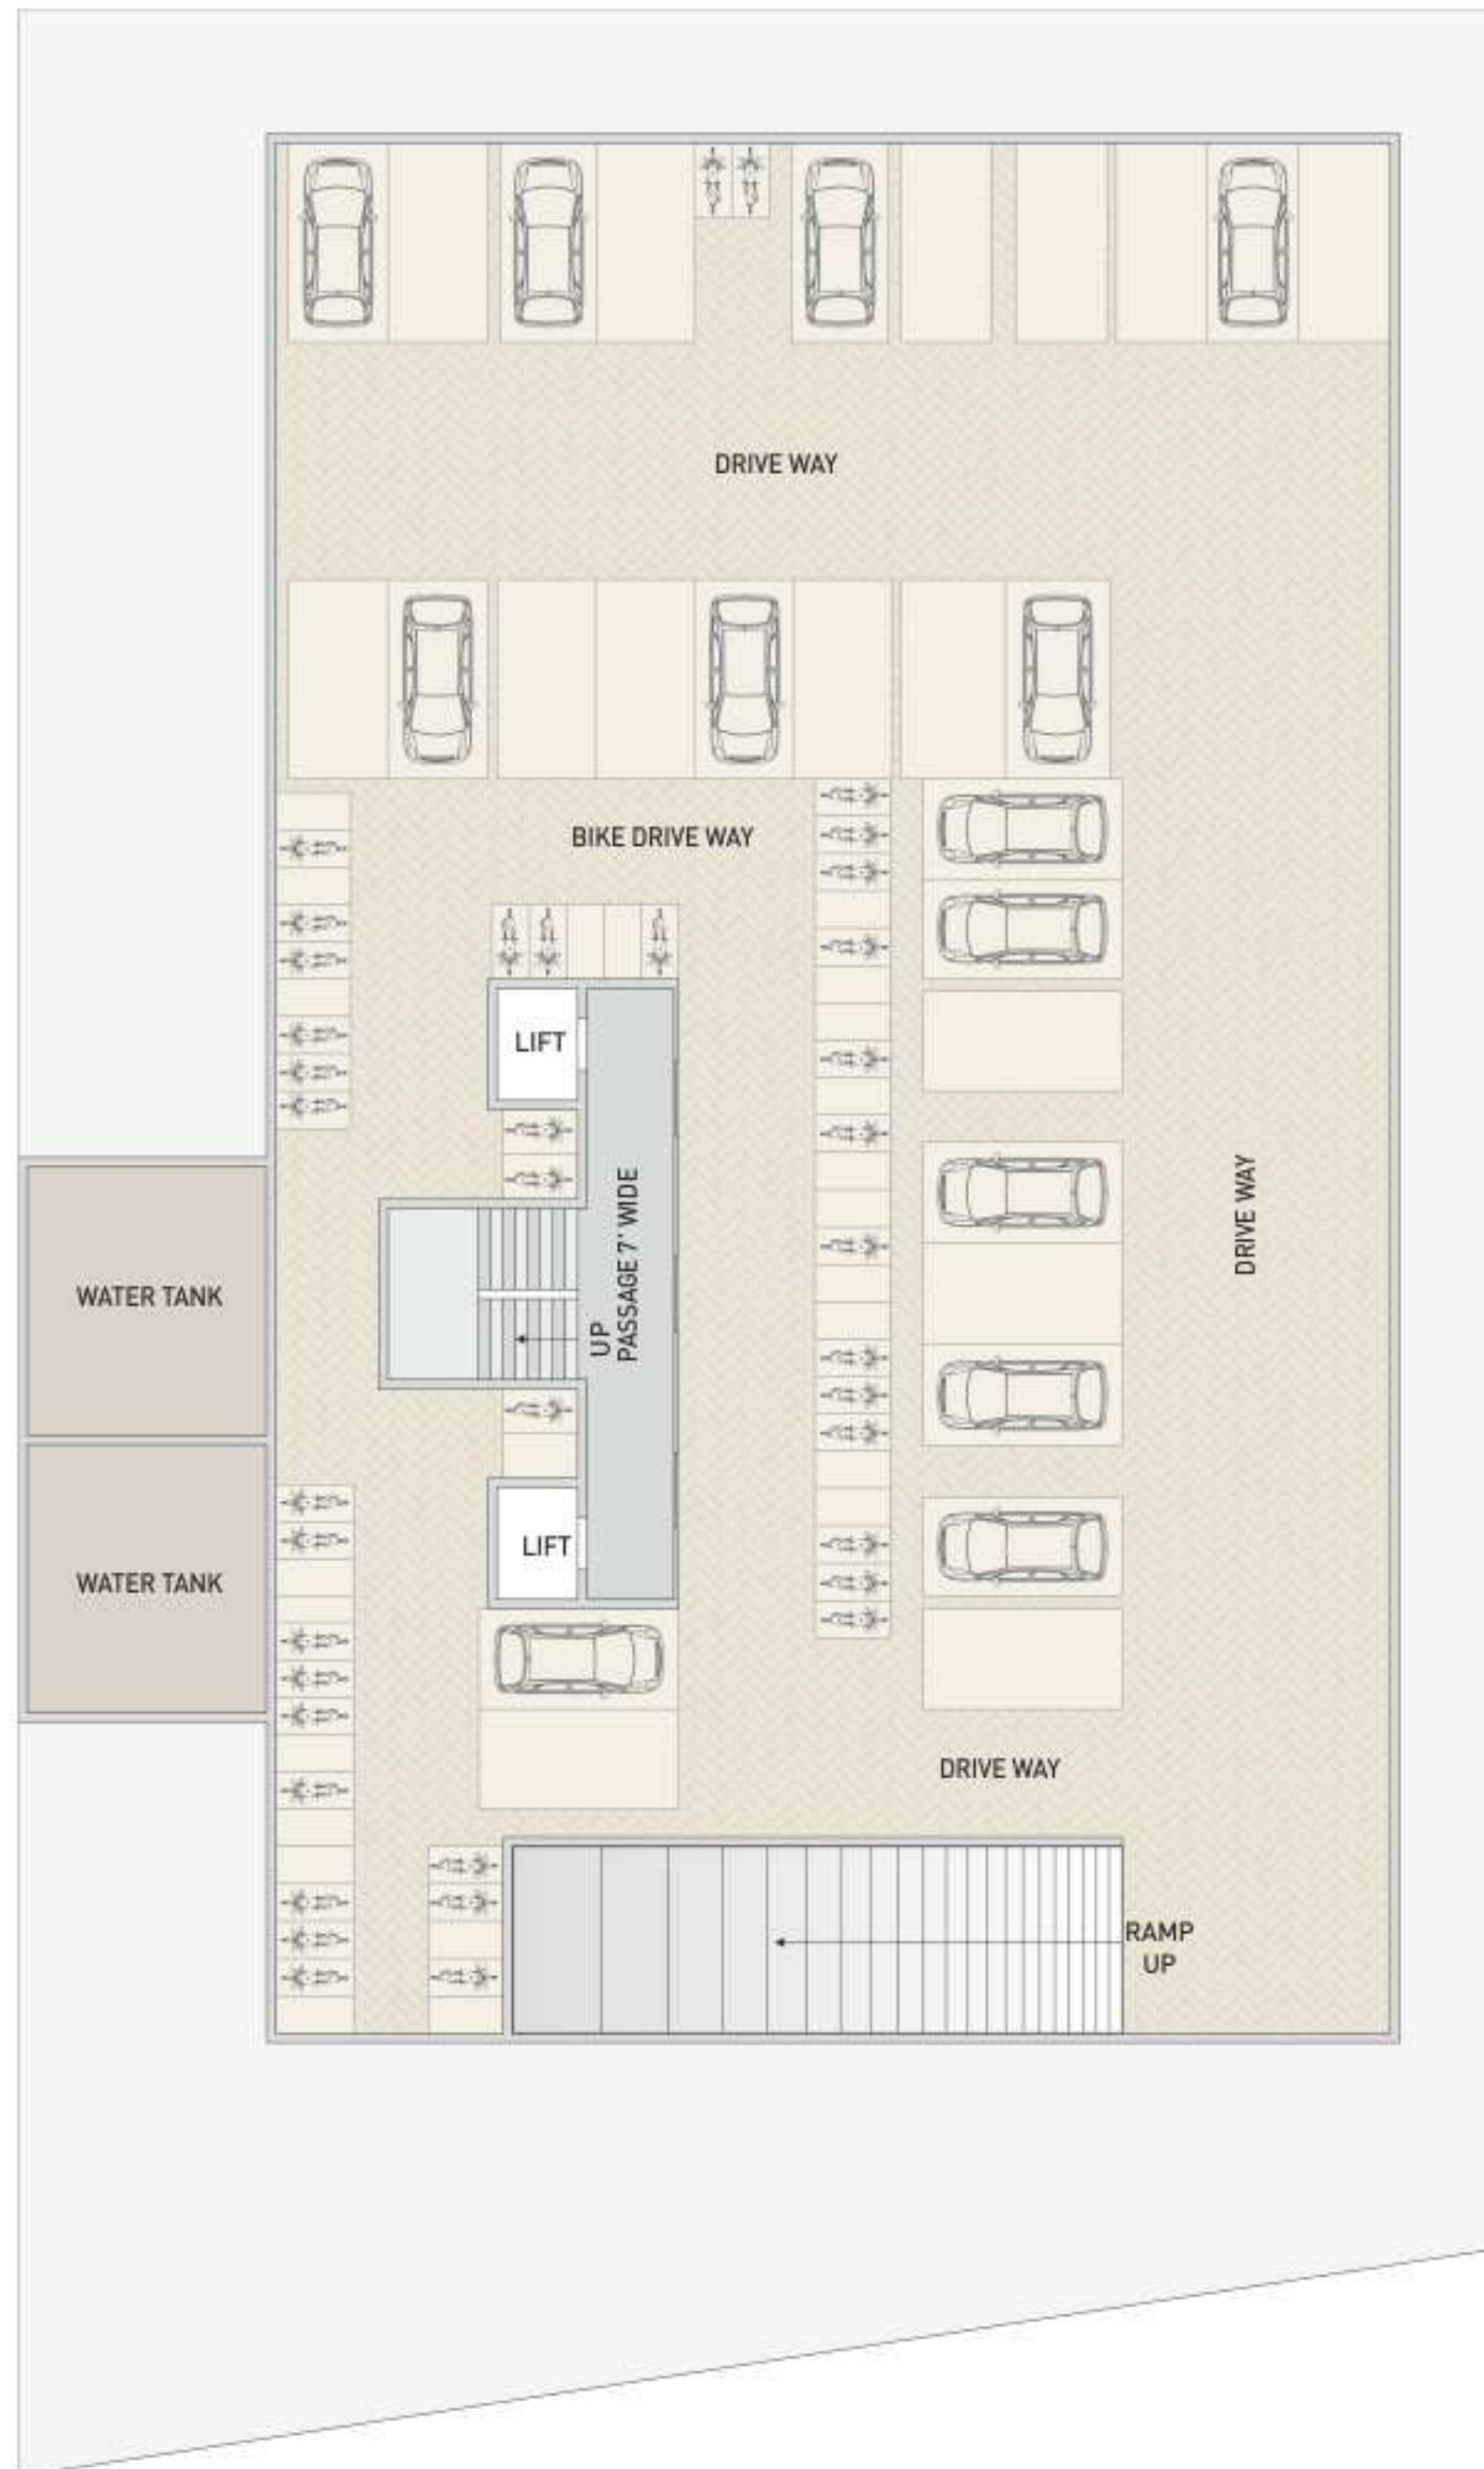 DRIVE WAY
BIKE DRIVE WAY
LIFT
UP
PASSAGE 7' WIDE
DRIVE WAY
WATER TANK
LIFT
WATER TANK
DRIVE WAY
RAMP
UP